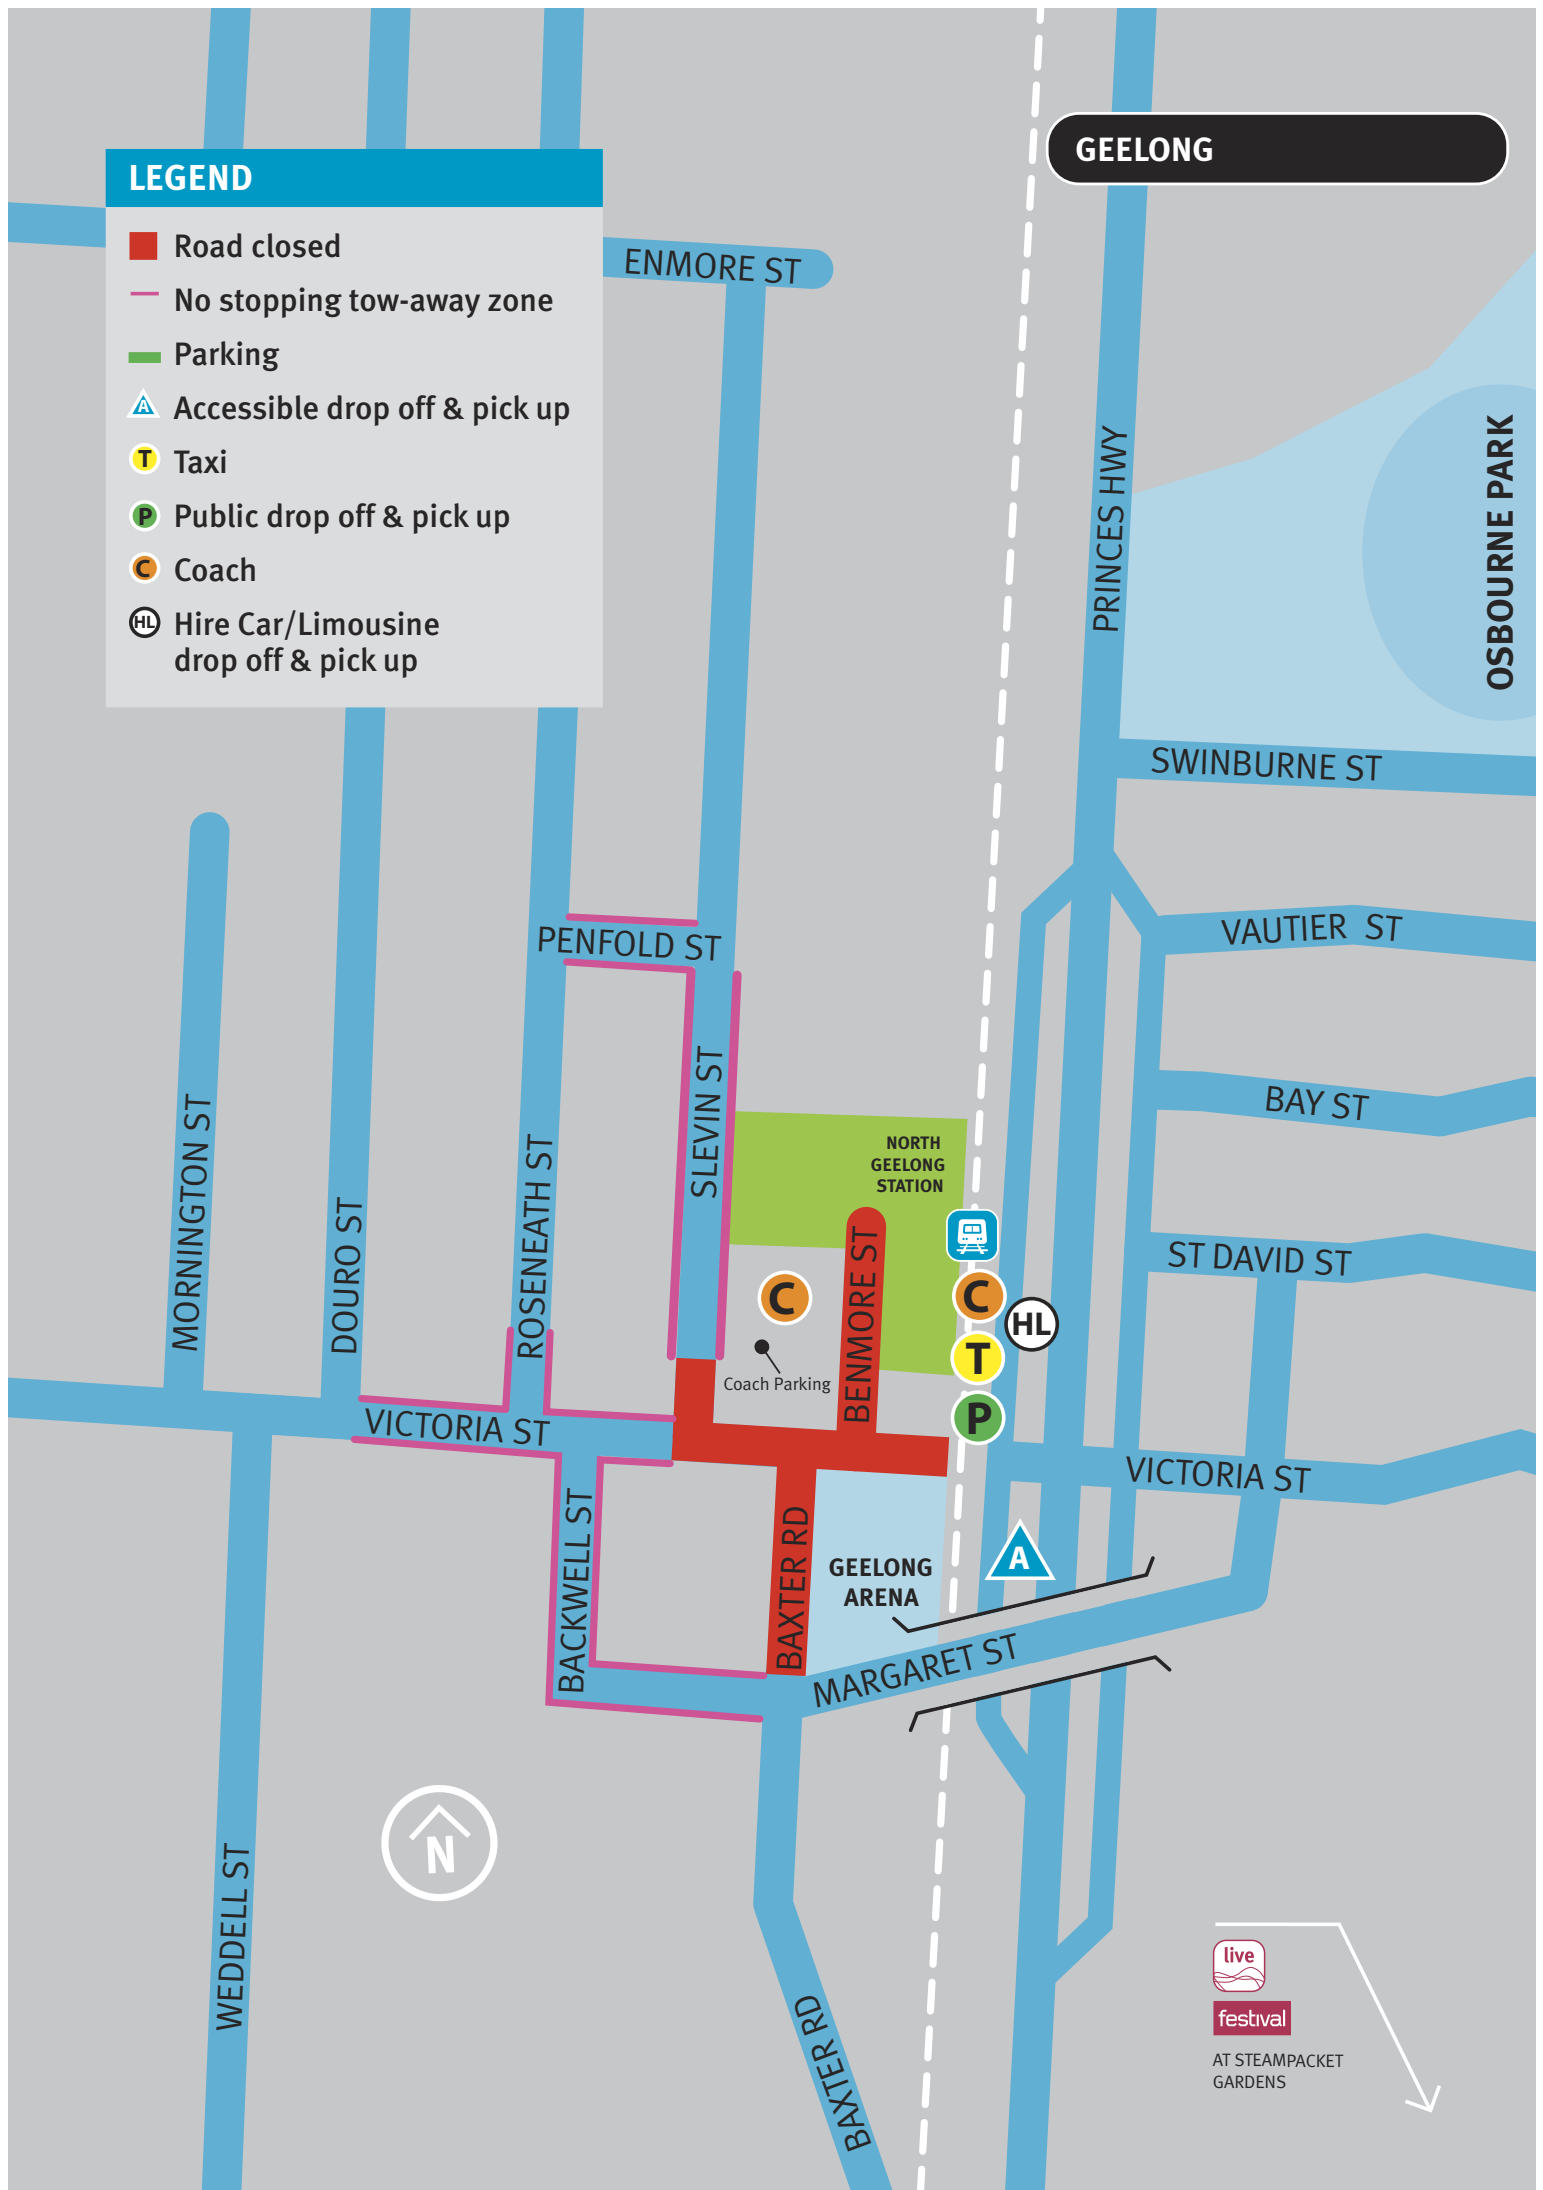 GEELONG
LEGEND
Road closed
No stopping tow-away zone
Parking
A Accessible drop off & pick up
T Taxi
P Public drop off & pick up
C Coach
HL Hire Car/Limousine
drop off & pick up
ENMORE ST
PRINCES HWY
OSBOURNE PARK
SWINBURNE ST
PENFOLD ST
VAUTIER ST
SLEVIN ST
BAY ST
MORNINGTON ST
DOURO ST
ROSENEATH ST
NORTH
GEELONG
STATION
BENMORE ST
ST DAVID ST
C
C
HL
T
P
Coach Parking
VICTORIA ST
VICTORIA ST
BACKWELL ST
BAXTER RD
GEELONG
ARENA
A
MARGARET ST
N
WEDDELL ST
BAXTER RD
live
festival
AT STEAMPACKET
GARDENS